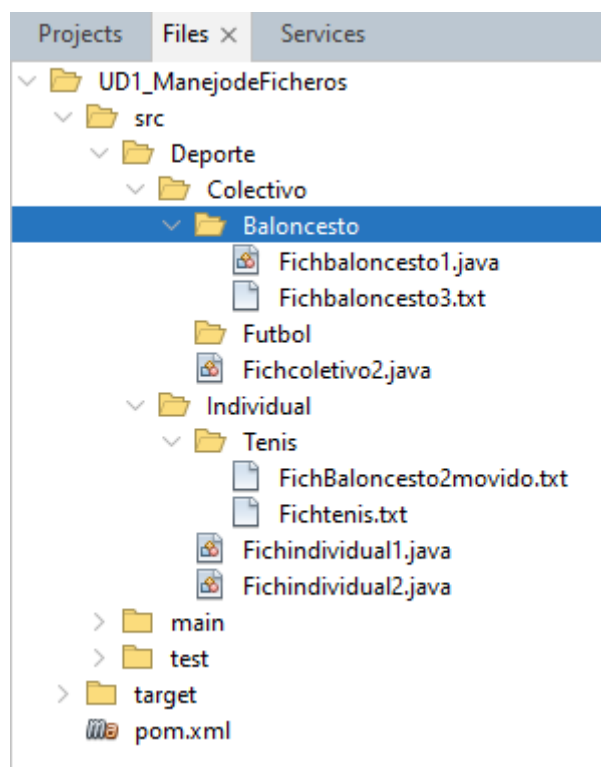 Projects Files × Services
UD1_ManejodeFicheros
src
Deporte
Colectivo
Baloncesto
Fichbaloncesto1.java
Fichbaloncesto3.txt
Futbol
Fichcoletivo2.java
Individual
Tenis
FichBaloncesto2movido.txt
Fichtenis.txt
Fichindividual1.java
Fichindividual2.java
main
test
target
pom.xml